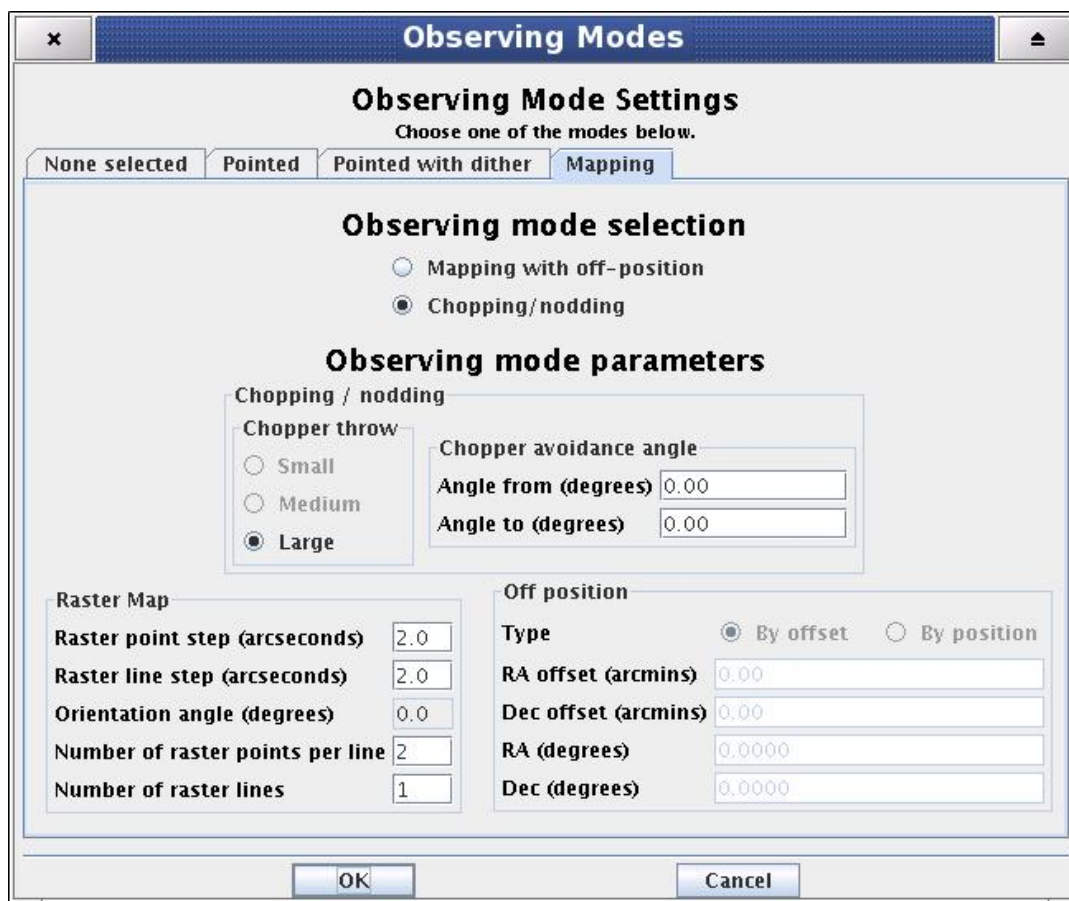 Observing Modes
Observing Mode Settings
Choose one of the modes below.
None selected Pointed Pointed with dither Mapping
Observing mode selection
Mapping with off-position
Chopping/nodding
Observing mode parameters
Chopping / nodding
Chopper throw
Small
Medium
Large
Chopper avoidance angle
Angle from (degrees) 0.00
Angle to (degrees) 0.00
Raster Map
Raster point step (arcseconds) 2.0
Raster line step (arcseconds) 2.0
Orientation angle (degrees) 0.0
Number of raster points per line 2
Number of raster lines 1
Off position
Type By offset By position
RA offset (arcmins) 0.00
Dec offset (arcmins) 0.00
RA (degrees) 0.0000
Dec (degrees) 0.0000
OK Cancel